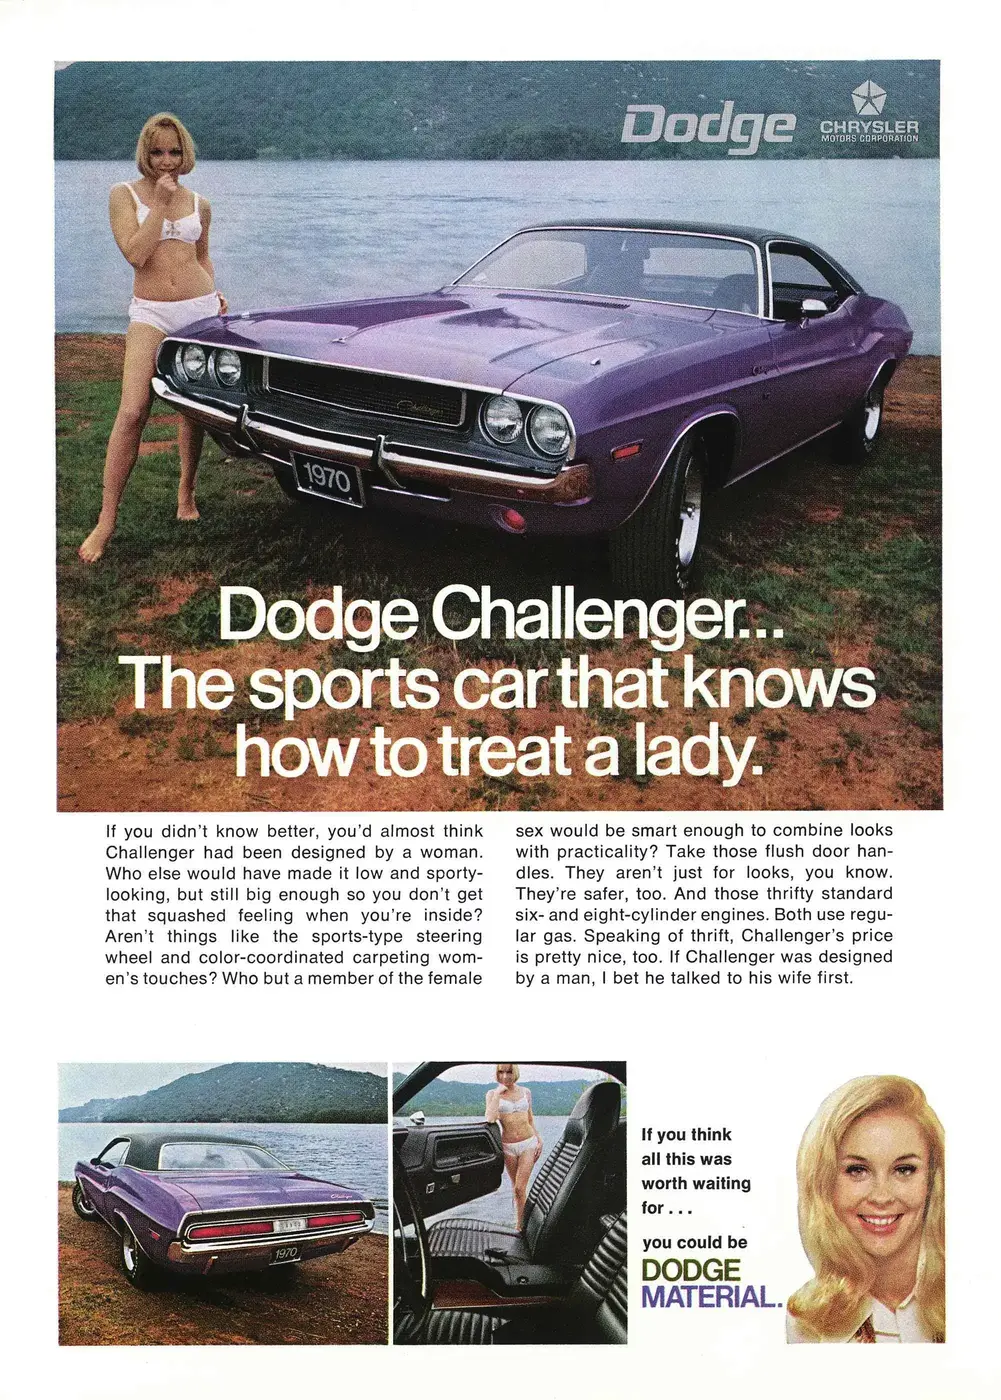 Dodge
CHRYSLER
MOTORS CORPORATION
Challenger
1970
Dodge Challenger...
The sports car that knows
how to treat a lady.
If you didn't know better, you'd almost think
Challenger had been designed by a woman.
Who else would have made it low and sporty-
looking, but still big enough so you don't get
that squashed feeling when you're inside?
Aren't things like the sports-type steering
wheel and color-coordinated carpeting wom-
en's touches? Who but a member of the female
sex would be smart enough to combine looks
with practicality? Take those flush door han-
dles. They aren't just for looks, you know.
They're safer, too. And those thrifty standard
six- and eight-cylinder engines. Both use regu-
lar gas. Speaking of thrift, Challenger's price
is pretty nice, too. If Challenger was designed
by a man, I bet he talked to his wife first.
Challenger
1970
If you think
all this was
worth waiting
for . . .
you could be
DODGE
MATERIAL.